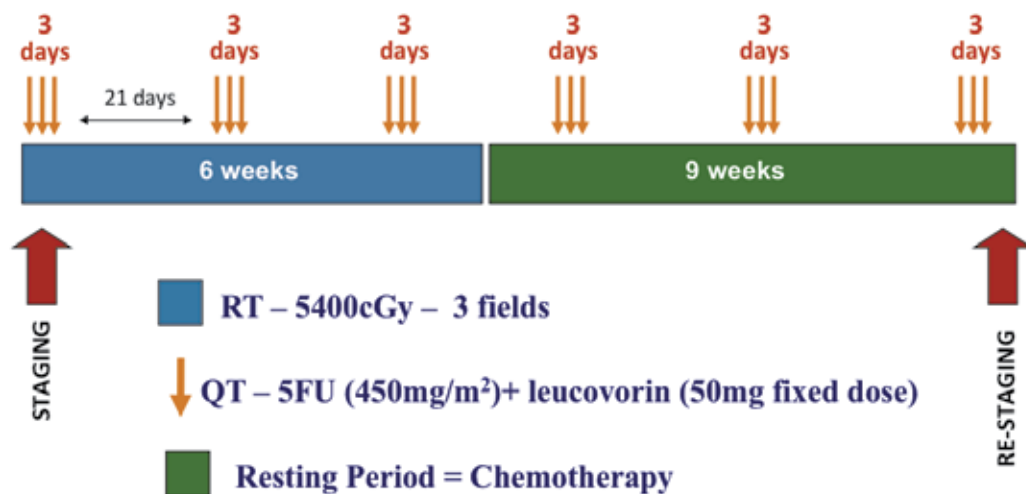 3 days
3 days
3 days
3 days
3 days
3 days
21 days
6 weeks
9 weeks
STAGING
RE-STAGING
RT – 5400cGy – 3 fields
QT – 5FU (450mg/m²)+ leucovorin (50mg fixed dose)
Resting Period = Chemotherapy